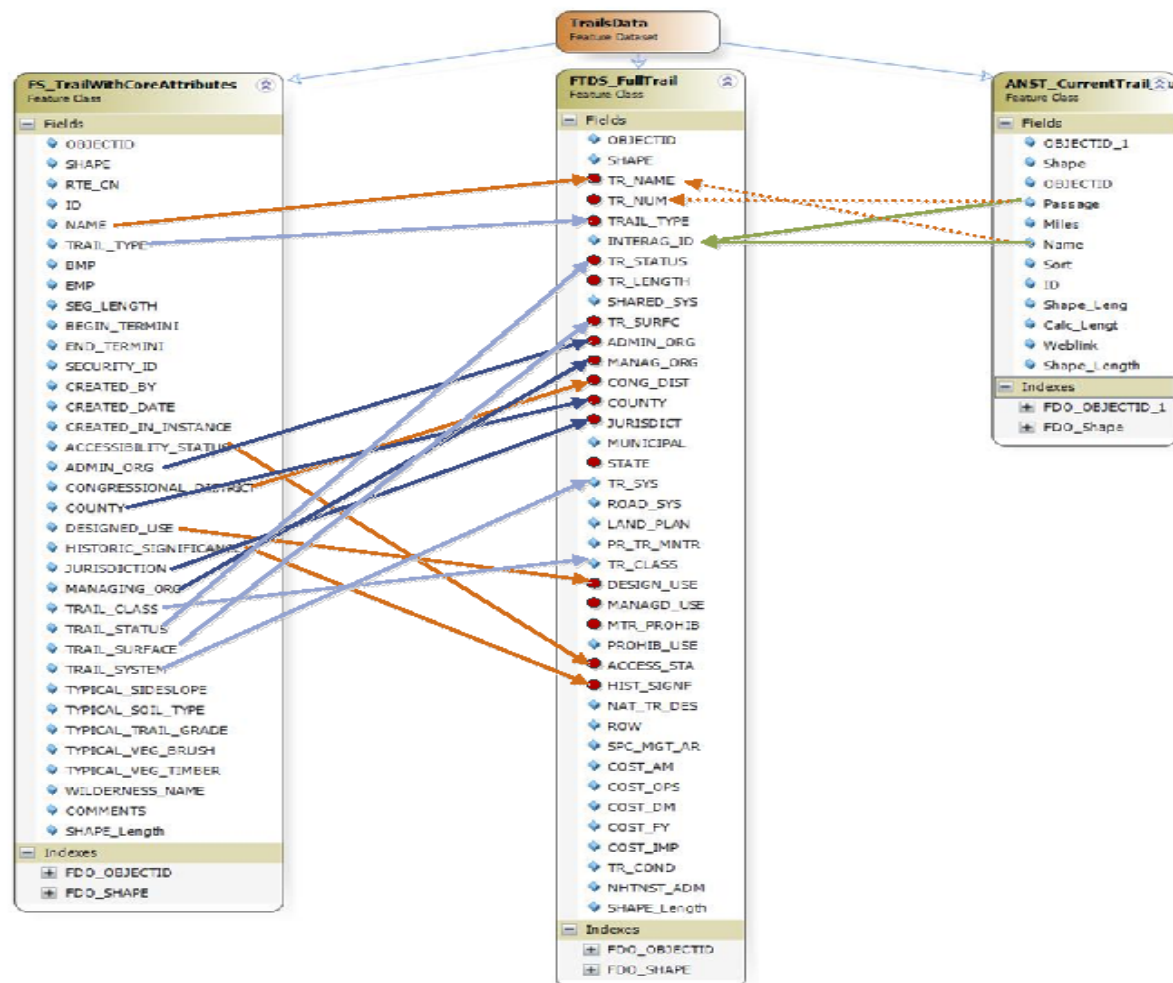 TrailsData
Feature Dataset
FS_TrailWithCoreAttributes
Feature Class
Fields
OBJECTID
SHAPE
RTE_CN
ID
NAME
TRAIL_TYPE
BMP
EMP
SEG_LENGTH
BEGIN_TERMINI
END_TERMINI
SECURITY_ID
CREATED_BY
CREATED_DATE
CREATED_IN_INSTANCE
ACCESSIBILITY_STATUS
ADMIN_ORG
CONGRESSIONAL_DISTRICT
COUNTY
DESIGNED_USE
HISTORIC_SIGNIFICANC
JURISDICTION
MANAGING_ORG
TRAIL_CLASS
TRAIL_STATUS
TRAIL_SURFACE
TRAIL_SYSTEM
TYPICAL_SIDESLOPE
TYPICAL_SOIL_TYPE
TYPICAL_TRAIL_GRADE
TYPICAL_VEG_BRUSH
TYPICAL_VEG_TIMBER
WILDERNESS_NAME
COMMENTS
SHAPE_Length
Indexes
FDO_OBJECTID
FDO_SHAPE
FTDS_FullTrail
Feature Class
Fields
OBJECTID
SHAPE
TR_NAME
TR_NUM
TRAIL_TYPE
INTERAG_ID
TR_STATUS
TR_LENGTH
SHARED_SYS
TR_SURFC
ADMIN_ORG
MANAG_ORG
CONG_DIST
COUNTY
JURISDICT
MUNICIPAL
STATE
TR_SYS
ROAD_SYS
LAND_PLAN
PR_TR_MNTR
TR_CLASS
DESIGN_USE
MANAGD_USE
MTR_PROHIB
PROHIB_USE
ACCESS_STA
HIST_SIGNF
NAT_TR_DES
ROW
SPC_MGT_AR
COST_AM
COST_OPS
COST_DM
COST_FY
COST_IMP
TR_COND
NHTNST_ADM
SHAPE_Length
Indexes
FDO_OBJECTID
FDO_SHAPE
ANST_CurrentTrail
Feature Class
Fields
OBJECTID_1
Shape
OBJECTID
Passage
Miles
Name
Sort
ID
Shape_Leng
Calc_Lengt
Weblink
Shape_Length
Indexes
FDO_OBJECTID_1
FDO_Shape